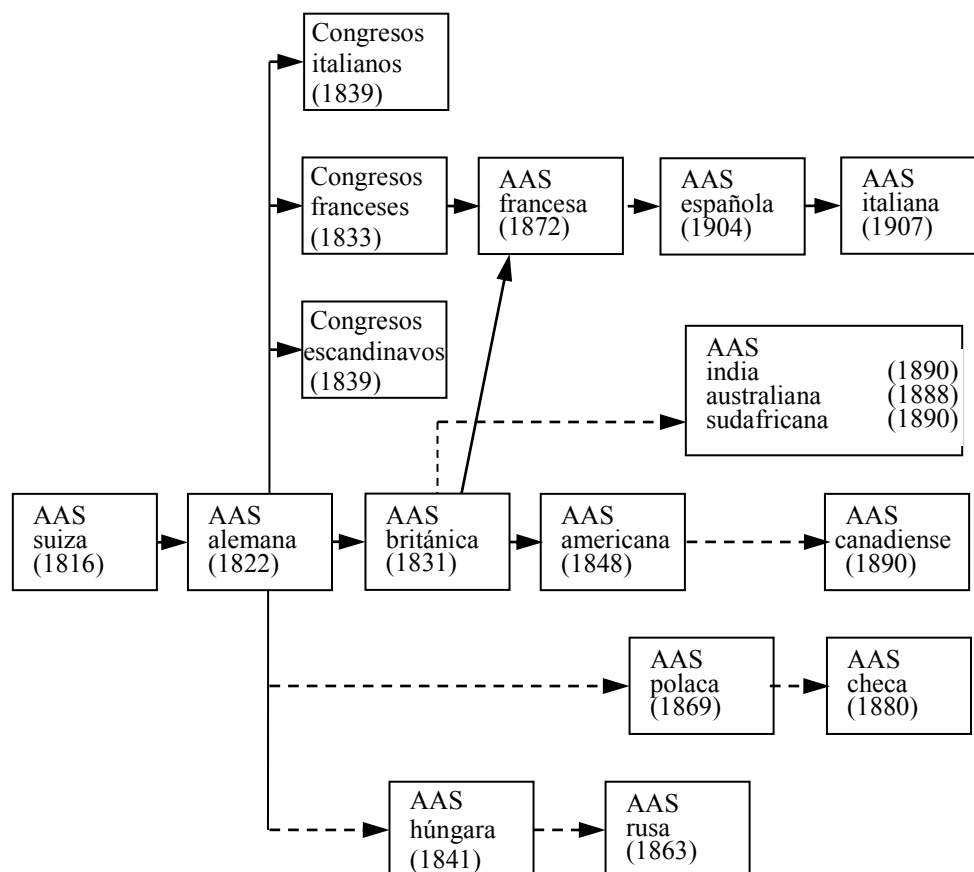 Congresos
italianos
(1839)
Congresos
franceses
(1833)
AAS
francesa
(1872)
AAS
española
(1904)
AAS
italiana
(1907)
Congresos
escandinavos
(1839)
AAS
india (1890)
australiana (1888)
sudafricana (1890)
AAS
suiza
(1816)
AAS
alemana
(1822)
AAS
británica
(1831)
AAS
americana
(1848)
AAS
canadiense
(1890)
AAS
polaca
(1869)
AAS
checa
(1880)
AAS
húngara
(1841)
AAS
rusa
(1863)